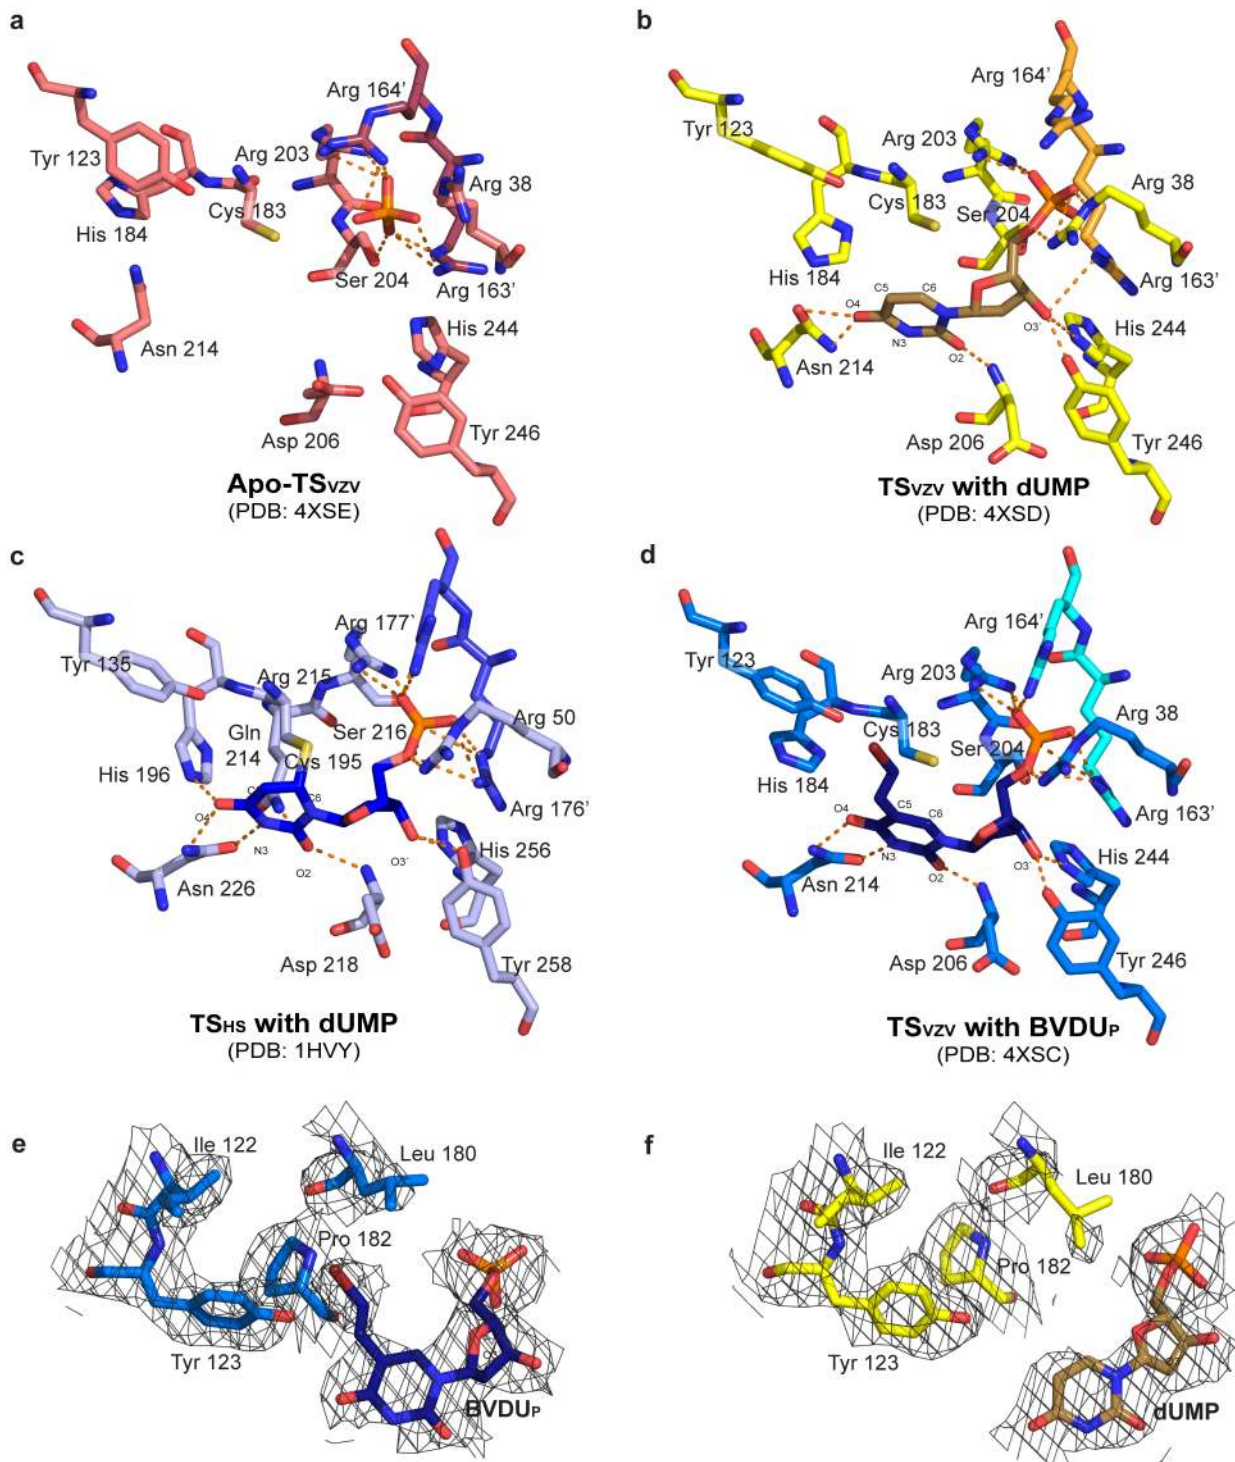 a
Arg 164'
Tyr 123
Arg 203
Arg 38
Cys 183
His 184
Ser 204
Arg 163'
His 244
Asn 214
Asp 206
Tyr 246
Apo-TSVZV
(PDB: 4XSE)
b
Arg 164'
Tyr 123
Arg 203
Arg 38
Cys 183
Ser 204
His 184
Arg 163'
C5
C6
O4
O3'
His 244
N3
O2
Asn 214
Asp 206
Tyr 246
TSVZV with dUMP
(PDB: 4XSD)
c
Arg 177`
Tyr 135
Arg 215
Gln
214
Ser 216
Arg 50
Cys 195
His 196
C6
Arg 176'
O4
N3
O2
O3'
His 256
Asn 226
Asp 218
Tyr 258
TSHS with dUMP
(PDB: 1HVY)
d
Arg 164'
Tyr 123
Arg 203
Arg 38
Cys 183
Ser 204
His 184
Arg 163'
C5
C6
O4
N3
O3'
O2
His 244
Asn 214
Asp 206
Tyr 246
TSVZV with BVDUP
(PDB: 4XSC)
e
Ile 122
Leu 180
Pro 182
Tyr 123
BVDUP
f
Ile 122
Leu 180
Pro 182
Tyr 123
dUMP